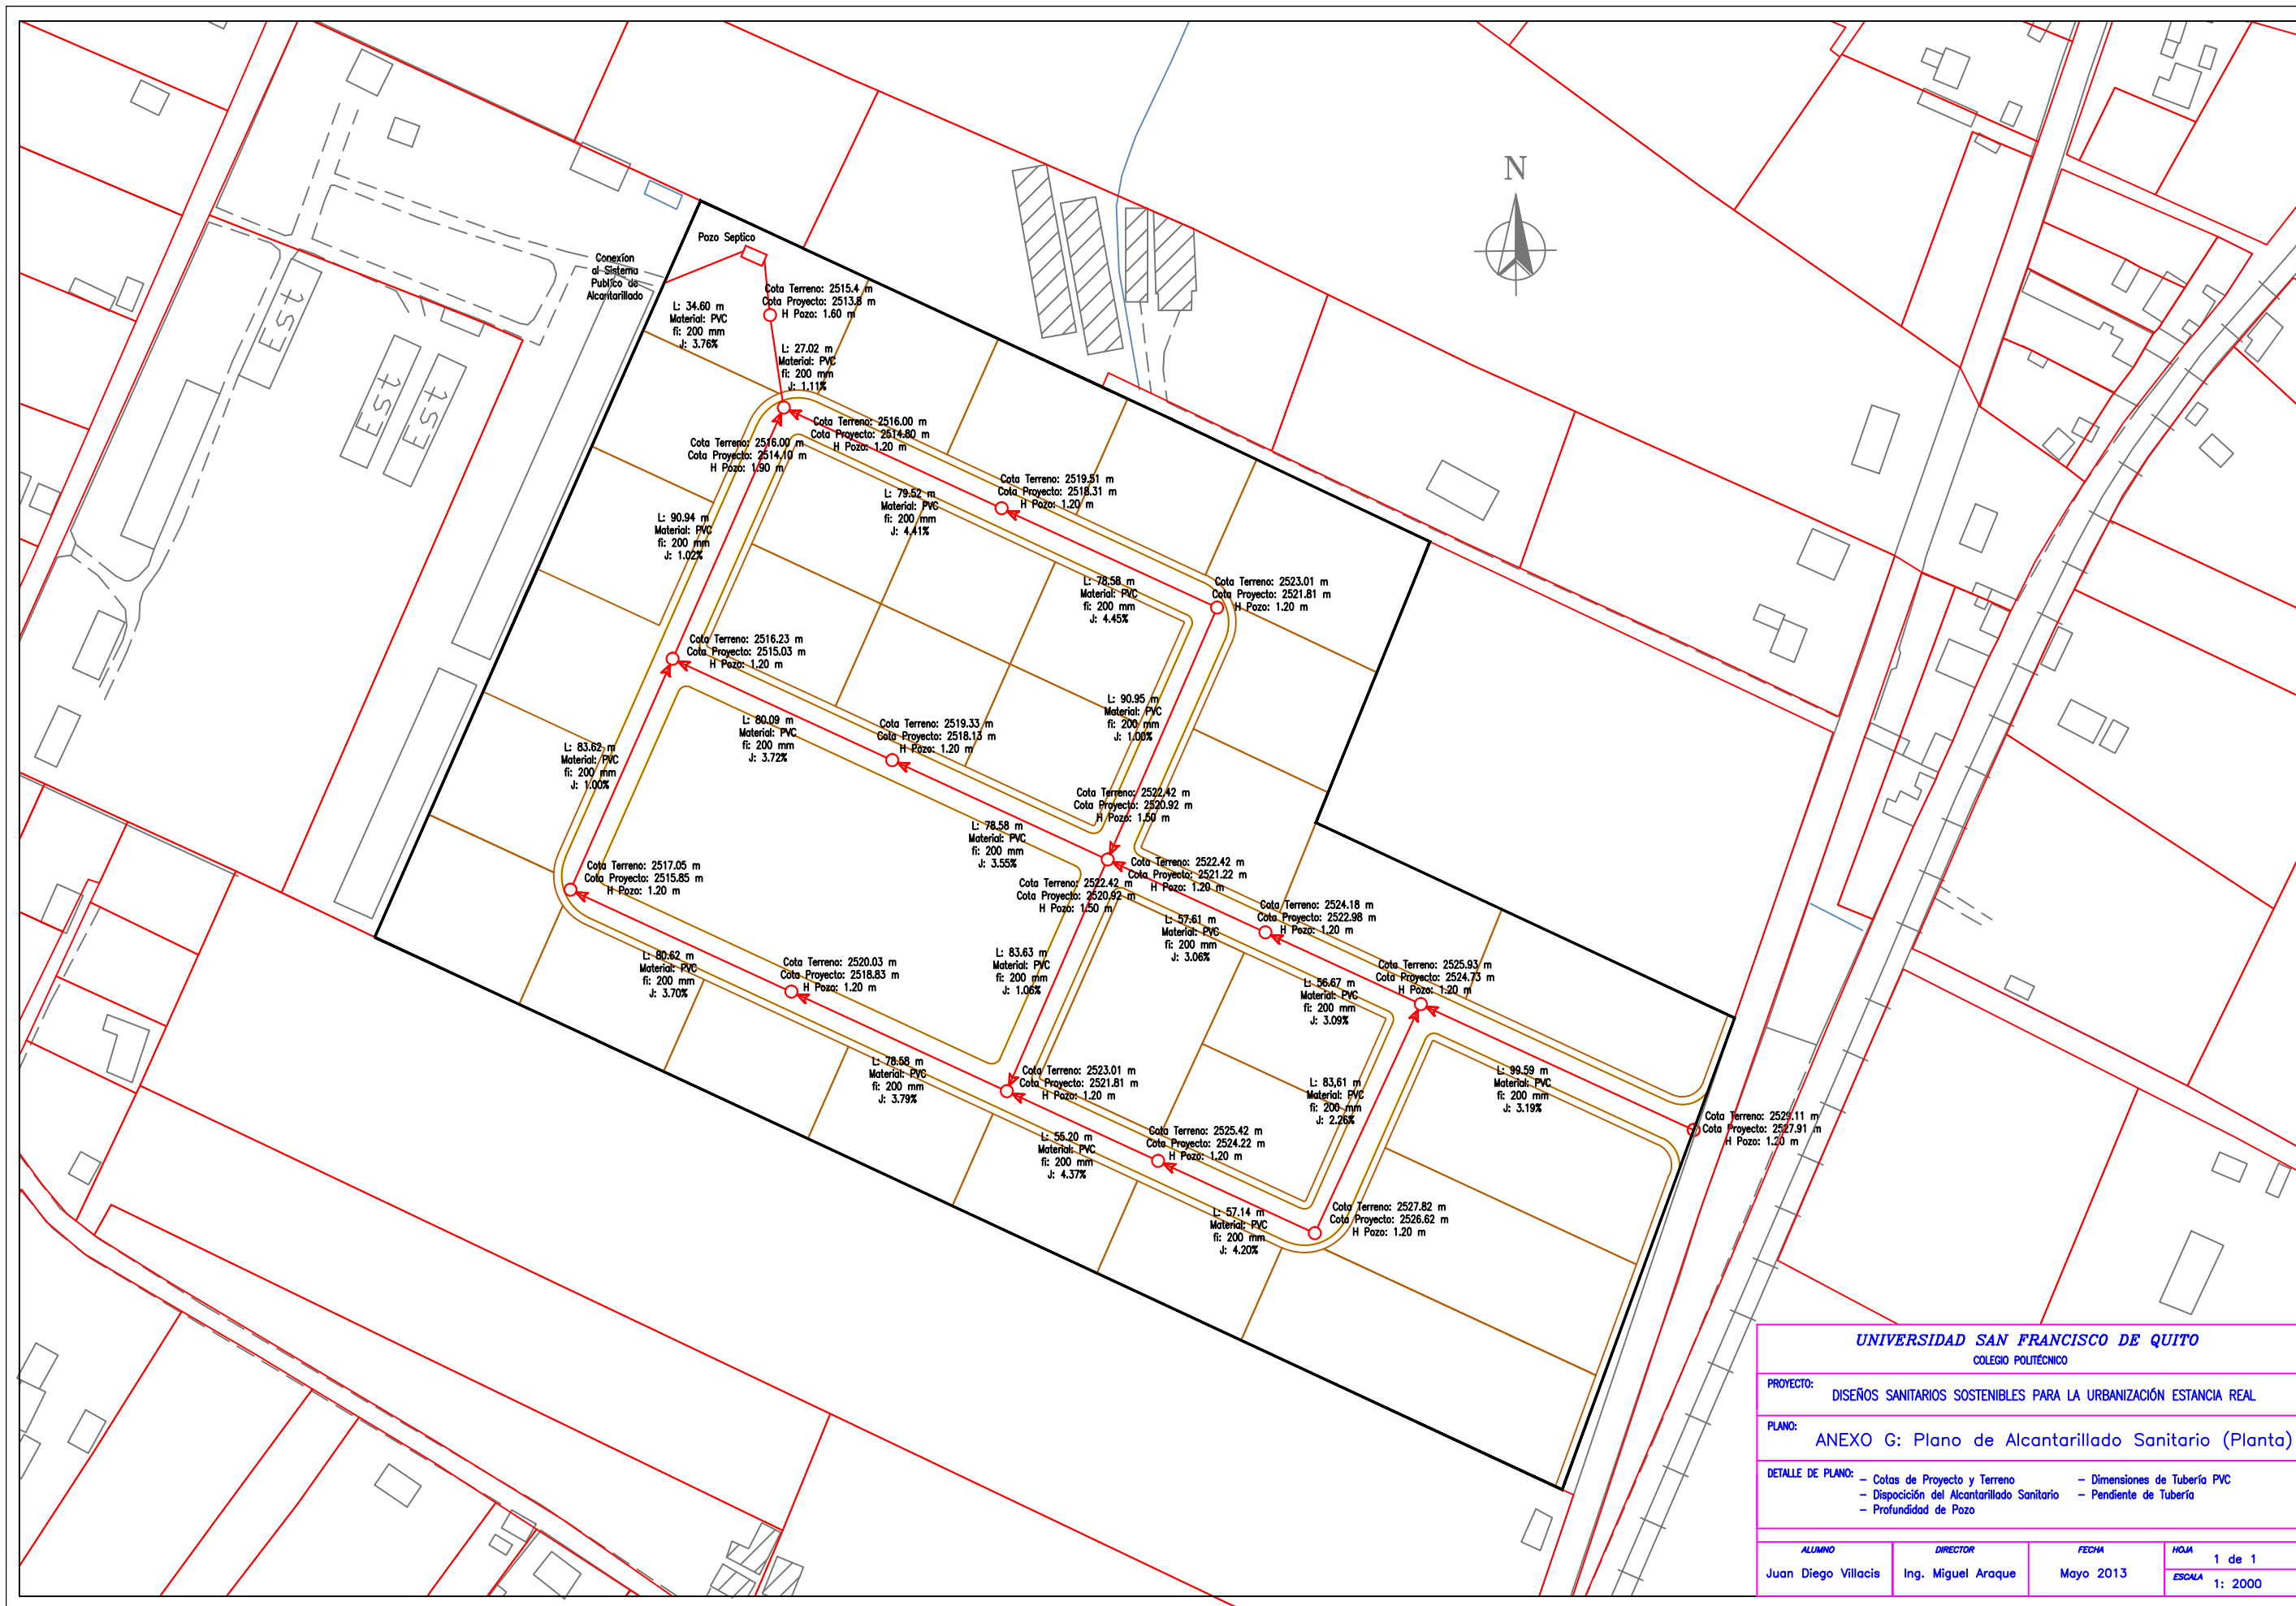 N
Pozo Septico
Conexíon
al Sistema
Publico de
Alcantarillado
Cota Terreno: 2515.4 m
Cota Proyecto: 2513.8 m
H Pozo: 1.60 m
L: 34.60 m
Material: PVC
fi: 200 mm
J: 3.76%
L: 27.02 m
Material: PVC
fi: 200 mm
J: 1.11%
Est
Est
Est
Cota Terreno: 2516.00 m
Cota Proyecto: 2514.80 m
H Pozo: 1.20 m
Cota Terreno: 2516.00 m
Cota Proyecto: 2514.10 m
H Pozo: 1.90 m
Cota Terreno: 2519.51 m
Cota Proyecto: 2518.31 m
H Pozo: 1.20 m
L: 79.52 m
Material: PVC
fi: 200 mm
J: 4.41%
L: 90.94 m
Material: PVC
fi: 200 mm
J: 1.02%
L: 78.58 m
Material: PVC
fi: 200 mm
J: 4.45%
Cota Terreno: 2523.01 m
Cota Proyecto: 2521.81 m
H Pozo: 1.20 m
Cota Terreno: 2516.23 m
Cota Proyecto: 2515.03 m
H Pozo: 1.20 m
L: 90.95 m
Material: PVC
fi: 200 mm
J: 1.00%
L: 80.09 m
Material: PVC
fi: 200 mm
J: 3.72%
Cota Terreno: 2519.33 m
Cota Proyecto: 2518.13 m
H Pozo: 1.20 m
L: 83.62 m
Material: PVC
fi: 200 mm
J: 1.00%
Cota Terreno: 2522.42 m
Cota Proyecto: 2520.92 m
H Pozo: 1.50 m
L: 78.58 m
Material: PVC
fi: 200 mm
J: 3.55%
Cota Terreno: 2517.05 m
Cota Proyecto: 2515.85 m
H Pozo: 1.20 m
Cota Terreno: 2522.42 m
Cota Proyecto: 2521.22 m
H Pozo: 1.20 m
Cota Terreno: 2522.42 m
Cota Proyecto: 2520.92 m
H Pozo: 1.50 m
Cota Terreno: 2524.18 m
Cota Proyecto: 2522.98 m
H Pozo: 1.20 m
L: 57.61 m
Material: PVC
fi: 200 mm
J: 3.06%
L: 80.62 m
Material: PVC
fi: 200 mm
J: 3.70%
Cota Terreno: 2520.03 m
Cota Proyecto: 2518.83 m
H Pozo: 1.20 m
L: 83.63 m
Material: PVC
fi: 200 mm
J: 1.06%
Cota Terreno: 2525.93 m
Cota Proyecto: 2524.73 m
H Pozo: 1.20 m
L: 56.67 m
Material: PVC
fi: 200 mm
J: 3.09%
L: 78.58 m
Material: PVC
fi: 200 mm
J: 3.79%
Cota Terreno: 2523.01 m
Cota Proyecto: 2521.81 m
H Pozo: 1.20 m
L: 83,61 m
Material: PVC
fi: 200 mm
J: 2.26%
L: 99.59 m
Material: PVC
fi: 200 mm
J: 3.19%
Cota Terreno: 2529.11 m
Cota Proyecto: 2527.91 m
H Pozo: 1.20 m
L: 55.20 m
Material: PVC
fi: 200 mm
J: 4.37%
Cota Terreno: 2525.42 m
Cota Proyecto: 2524.22 m
H Pozo: 1.20 m
L: 57.14 m
Material: PVC
fi: 200 mm
J: 4.20%
Cota Terreno: 2527.82 m
Cota Proyecto: 2526.62 m
H Pozo: 1.20 m
UNIVERSIDAD SAN FRANCISCO DE QUITO
COLEGIO POLITÉCNICO
PROYECTO:
DISEÑOS SANITARIOS SOSTENIBLES PARA LA URBANIZACIÓN ESTANCIA REAL
PLANO:
ANEXO G: Plano de Alcantarillado Sanitario (Planta)
DETALLE DE PLANO:
- Cotas de Proyecto y Terreno
- Dispocición del Alcantarillado Sanitario
- Profundidad de Pozo
- Dimensiones de Tubería PVC
- Pendiente de Tubería
ALUMNO
Juan Diego Villacis
DIRECTOR
Ing. Miguel Araque
FECHA
Mayo 2013
HOJA
1 de 1
ESCALA
1: 2000